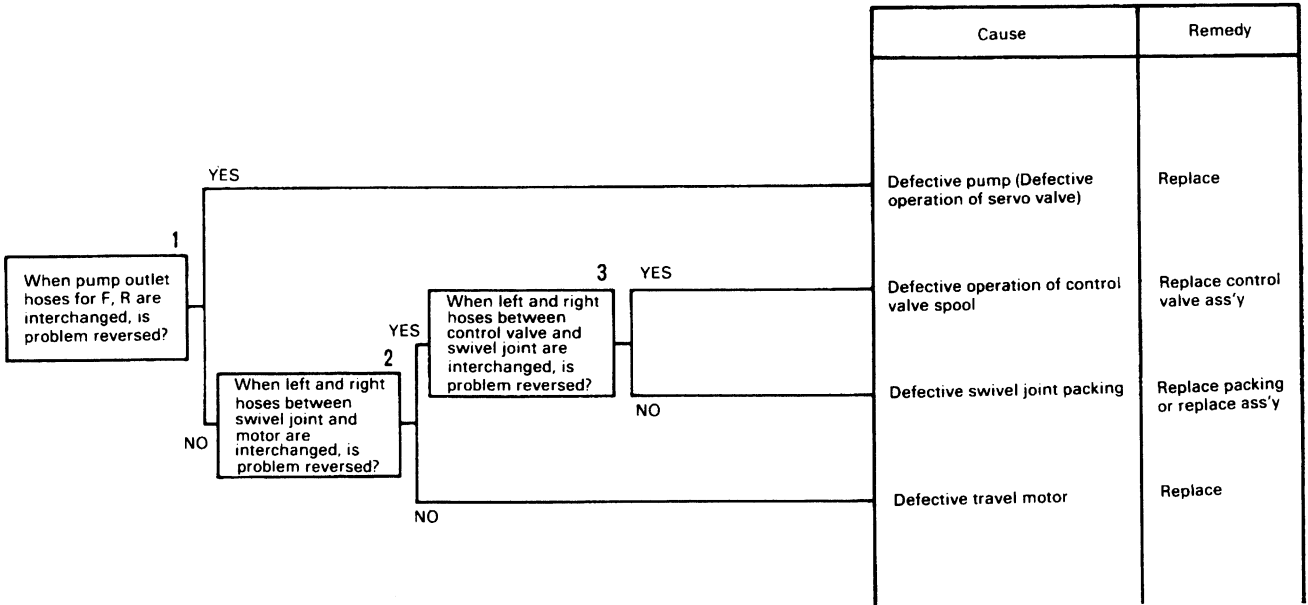 Cause
Remedy
YES
Defective pump (Defective
operation of servo valve)
Replace
1
When pump outlet
hoses for F, R are
interchanged, is
problem reversed?
NO
2
When left and right
hoses between
swivel joint and
motor are
interchanged, is
problem reversed?
YES
3
When left and right
hoses between
control valve and
swivel joint are
interchanged, is
problem reversed?
YES
Defective operation of control
valve spool
Replace control
valve ass'y
NO
Defective swivel joint packing
Replace packing
or replace ass'y
NO
Defective travel motor
Replace